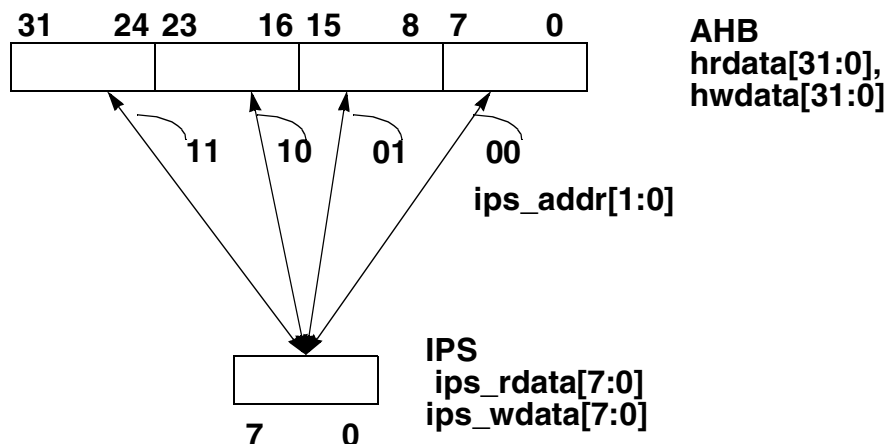 31 24 23 16 15 8 7 0
AHB
hrdata[31:0],
hwdata[31:0]
11 10 01 00
ips_addr[1:0]
IPS
ips_rdata[7:0]
ips_wdata[7:0]
7 0